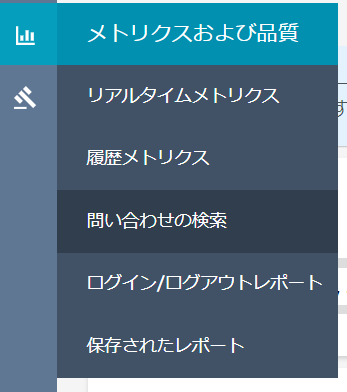 メトリクスおよび品質
リアルタイムメトリクス
履歴メトリクス
問い合わせの検索
ログイン/ログアウトレポート
保存されたレポート